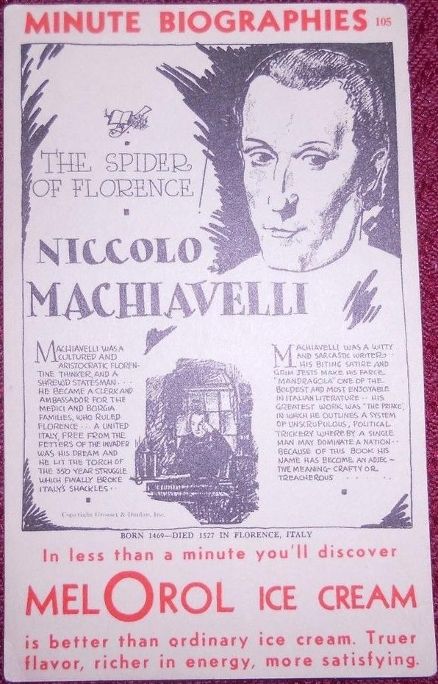 MINUTE BIOGRAPHIES 105
THE SPIDER
OF FLORENCE
NICCOLO
MACHIAVELLI
MACHIAVELLI WAS A
CULTURED AND
ARISTOCRATIC FLOREN-
TINE THINKER, AND A
SHREWD STATESMAN...
HE BECAME A CLERK AND
AMBASSADOR FOR THE
MEDICI AND BORGIA
FAMILIES, WHO RULED
FLORENCE... A UNITED
ITALY, FREE FROM THE
FETTERS OF THE INVADER
WAS HIS DREAM AND
HE LIT THE TORCH OF
THE 350 YEAR STRUGGLE
WHICH FINALLY BROKE
ITALY'S SHACKLES..
MACHIAVELLI WAS A WITTY
AND SARCASTIC WRITER..
HIS BITING SATIRE AND
GRIM JESTS MAKE HIS FARCE
"MANDRAGOLA" ONE OF THE
BOLDEST AND MOST ENJOYABLE
IN ITALIAN LITERATURE... HIS
GREATEST WORK, WAS "THE PRINCE",
IN WHICH HE OUTLINES A SYSTEM
OF UNSCRUPULOUS, POLITICAL
TRICKERY WHERE BY A SINGLE
MAN MAY DOMINATE A NATION..
BECAUSE OF THIS BOOK HIS
NAME HAS BECOME AN ADJEC-
TIVE MEANING- CRAFTY OR
TREACHEROUS....
Copyright Grosset & Dunlap, Inc.
BORN 1469—DIED 1527 IN FLORENCE, ITALY
In less than a minute you'll discover
MELOROL ICE CREAM
is better than ordinary ice cream. Truer
flavor, richer in energy, more satisfying.